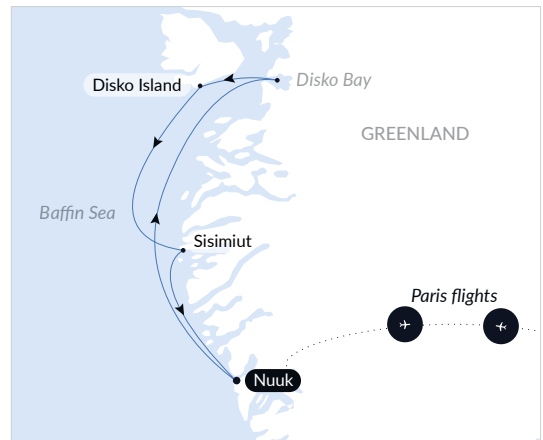 Disko Island
Disko Bay
GREENLAND
Baffin Sea
Sisimiut
Paris flights
Nuuk